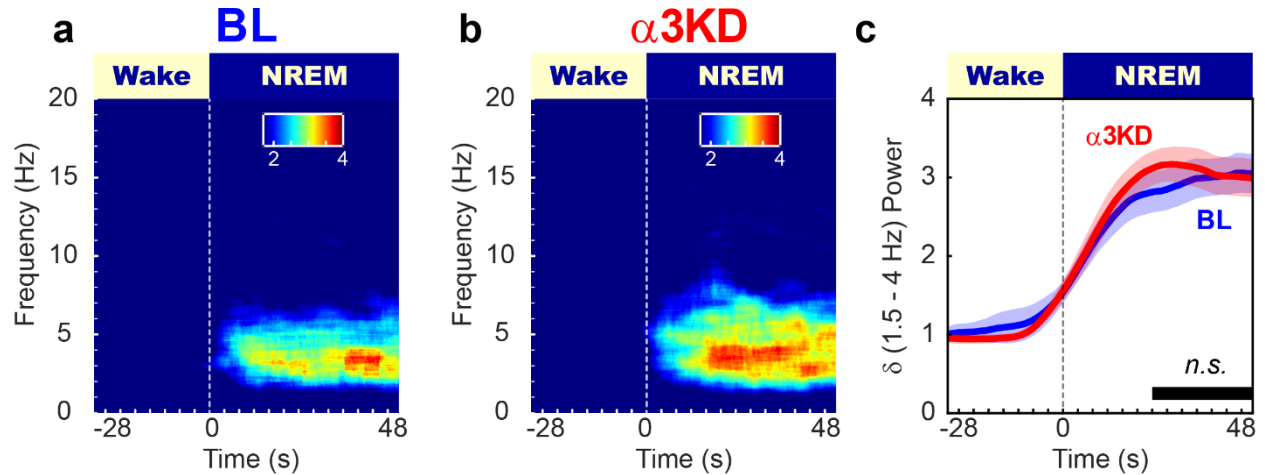 a BL
Wake NREM
20
15
10
5
0
Frequency (Hz)
2 4
-28 0 48
Time (s)
b α3KD
Wake NREM
20
15
10
5
0
Frequency (Hz)
2 4
-28 0 48
Time (s)
c
Wake NREM
4
3
2
1
0
δ (1.5 - 4 Hz) Power
α3KD
BL
n.s.
-28 0 48
Time (s)